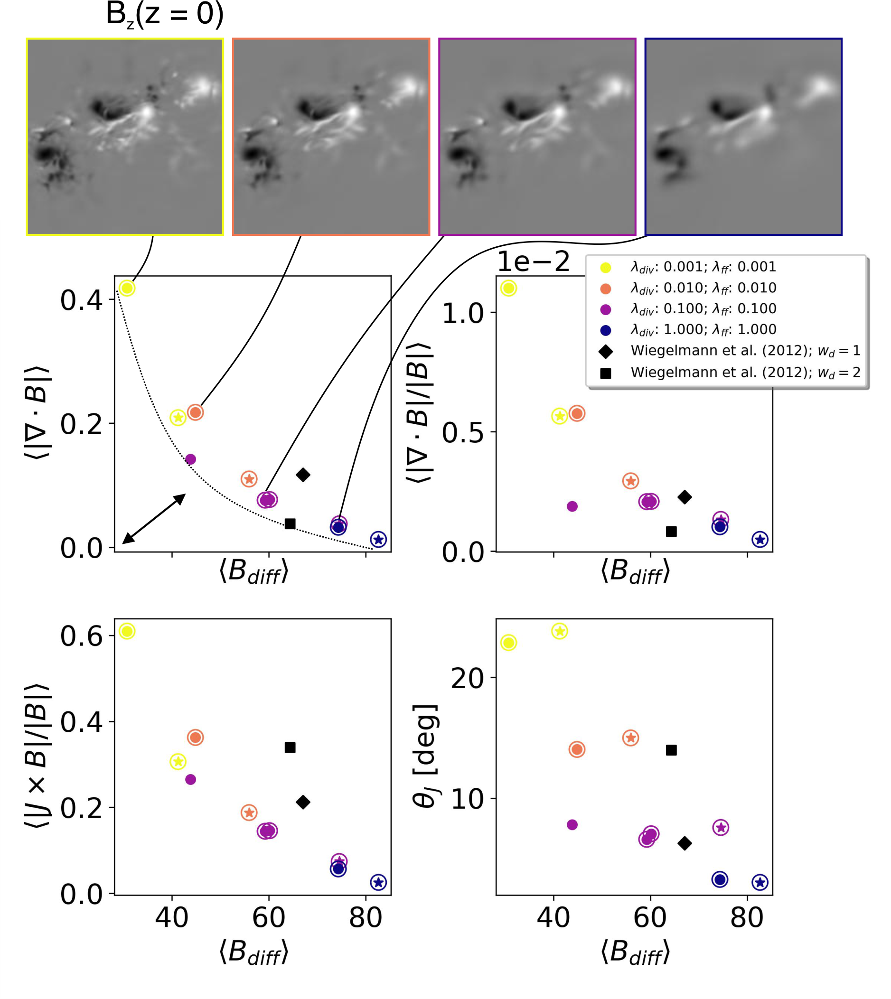 B_z(z = 0)
1e−2
λ_div: 0.001; λ_ff: 0.001
λ_div: 0.010; λ_ff: 0.010
λ_div: 0.100; λ_ff: 0.100
λ_div: 1.000; λ_ff: 1.000
Wiegelmann et al. (2012); w_d = 1
Wiegelmann et al. (2012); w_d = 2
⟨|∇ · B|⟩
0.4
0.2
0.0
⟨B_diff⟩
⟨|∇ · B|/|B|⟩
1.0
0.5
0.0
⟨B_diff⟩
⟨|J × B|/|B|⟩
0.6
0.4
0.2
0.0
40 60 80
⟨B_diff⟩
θ_J [deg]
20
10
40 60 80
⟨B_diff⟩